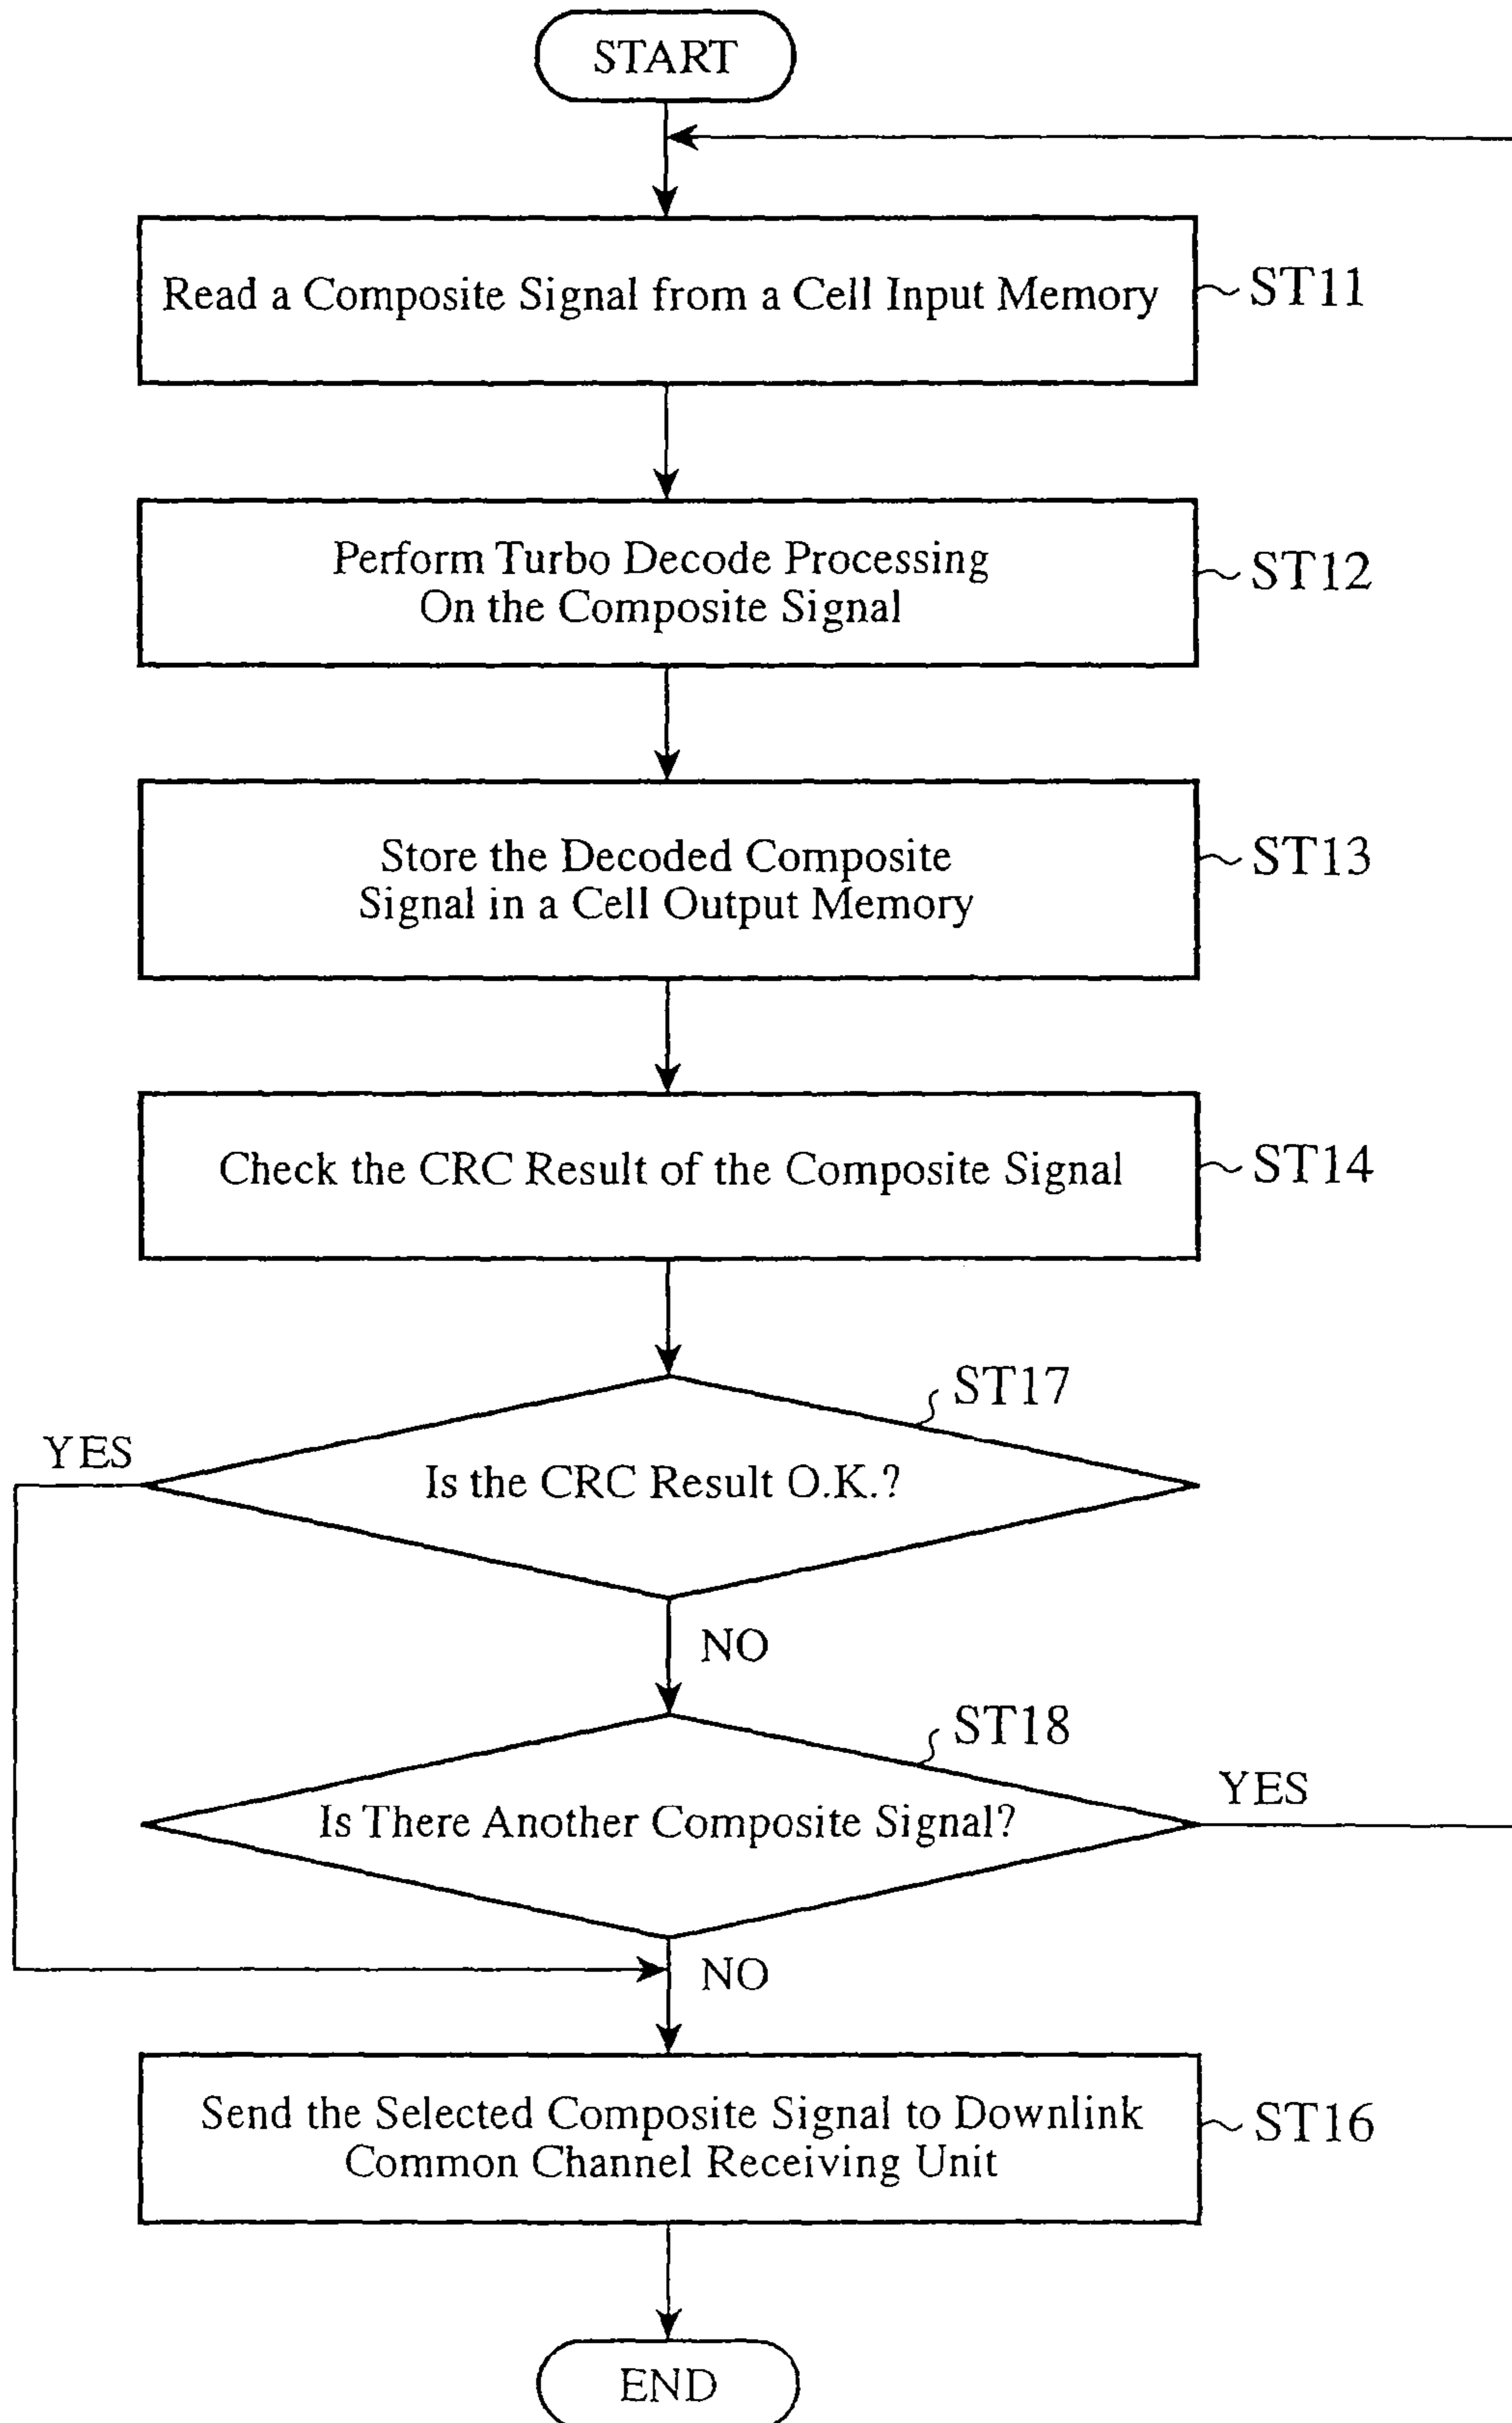 START
Read a Composite Signal from a Cell Input Memory
ST11
Perform Turbo Decode Processing
On the Composite Signal
ST12
Store the Decoded Composite
Signal in a Cell Output Memory
ST13
Check the CRC Result of the Composite Signal
ST14
ST17
YES
Is the CRC Result O.K.?
NO
ST18
YES
Is There Another Composite Signal?
NO
Send the Selected Composite Signal to Downlink
Common Channel Receiving Unit
ST16
END